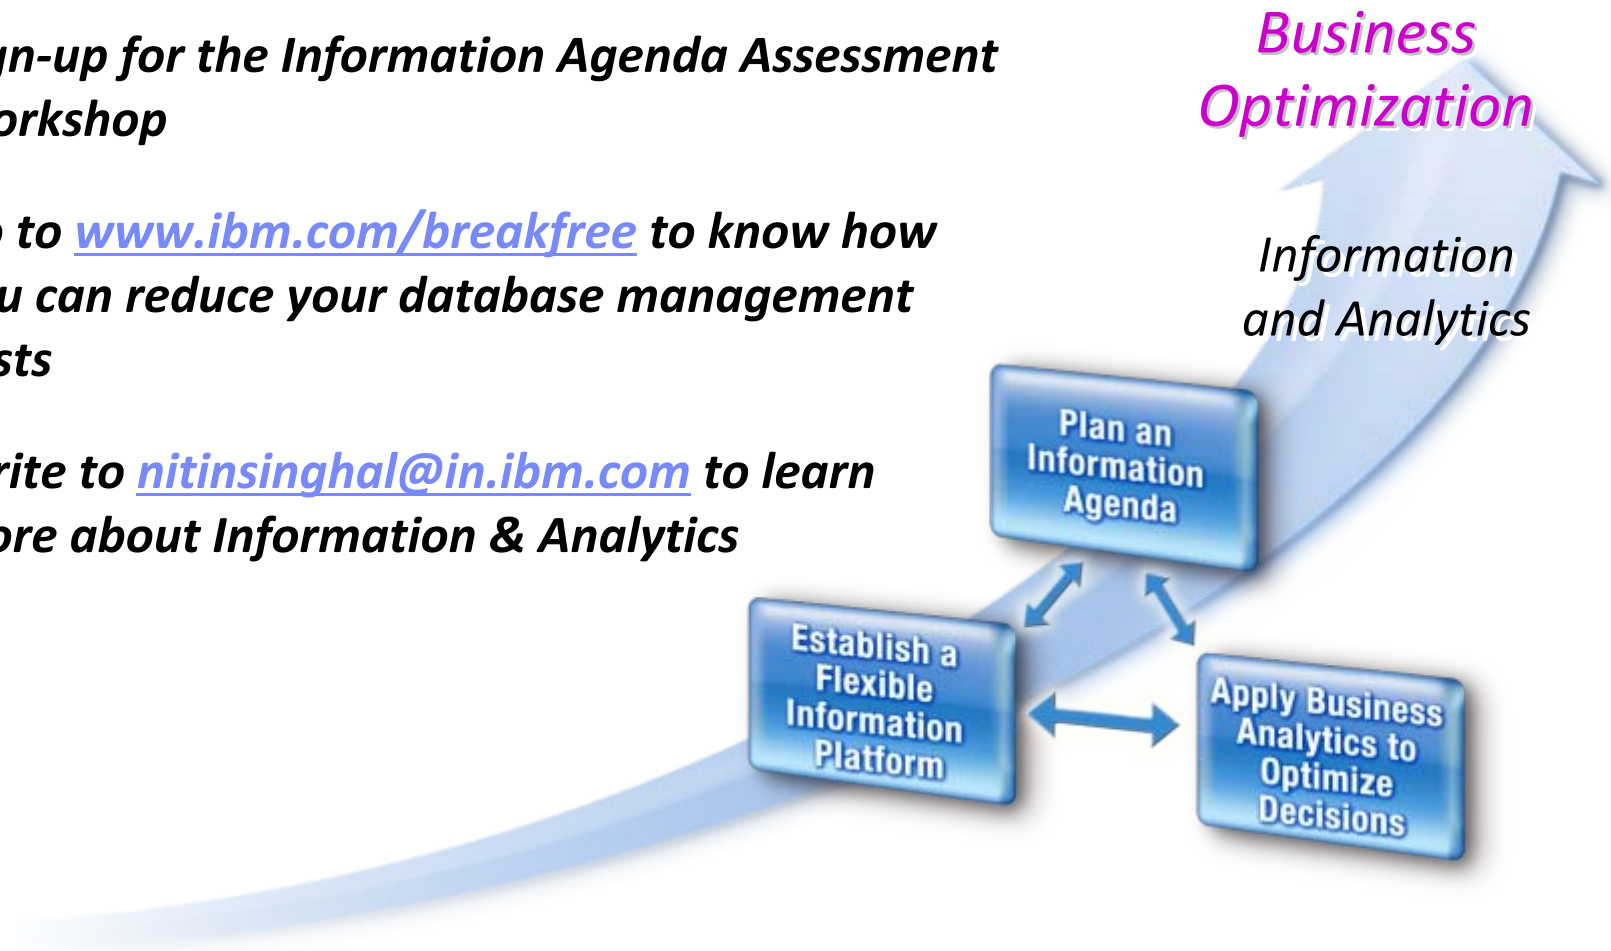 gn-up for the Information Agenda Assessment
orkshop
o to www.ibm.com/breakfree to know how
u can reduce your database management
sts
rite to nitinsinghal@in.ibm.com to learn
ore about Information & Analytics
Business
Optimization
Information
and Analytics
Plan an
Information
Agenda
Establish a
Flexible
Information
Platform
Apply Business
Analytics to
Optimize
Decisions